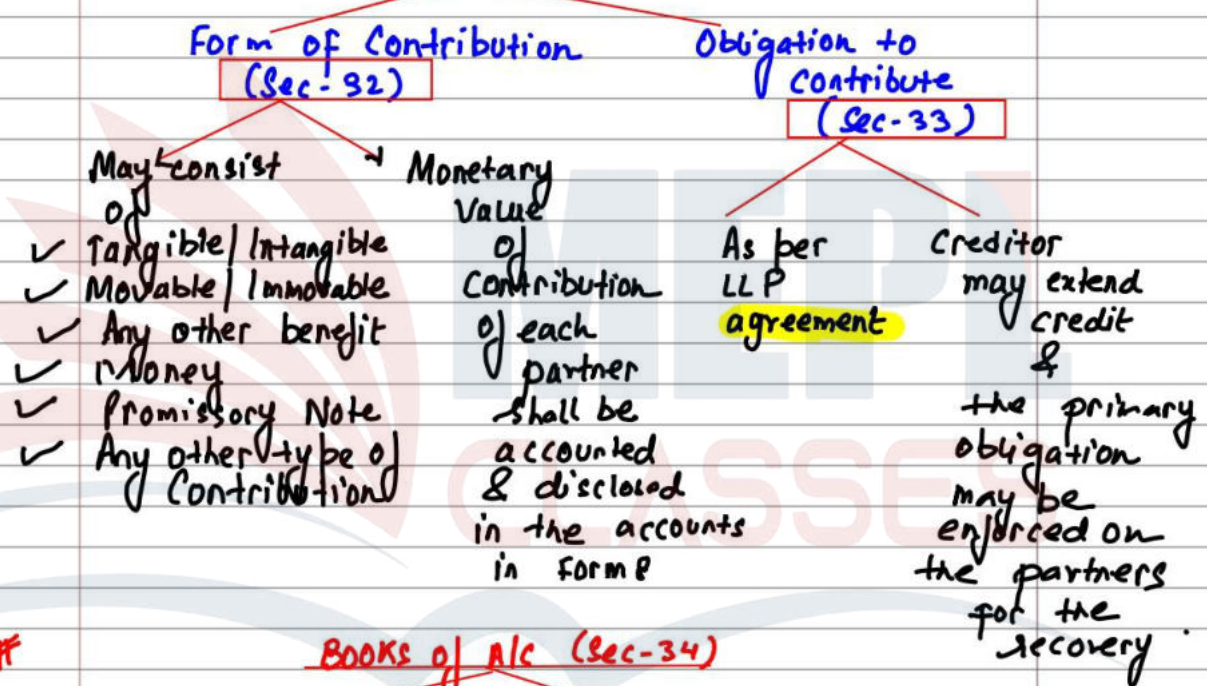 Form of Contribution
(Sec-32)
May consist
of
Tangible/Intangible
Movable/Immovable
Any other benefit
Money
Promissory Note
Any other type of
Contribution
Monetary
Value
of
Contribution
of each
partner
shall be
accounted
& disclosed
in the accounts
in Form 8
Obligation to
Contribute
(Sec-33)
As per
LLP
agreement
Creditor
may extend
credit
&
the primary
obligation
may be
enforced on
the partners
for the
recovery.
#
BOOKS of A/C (Sec-34)
MEPL
CLASSES